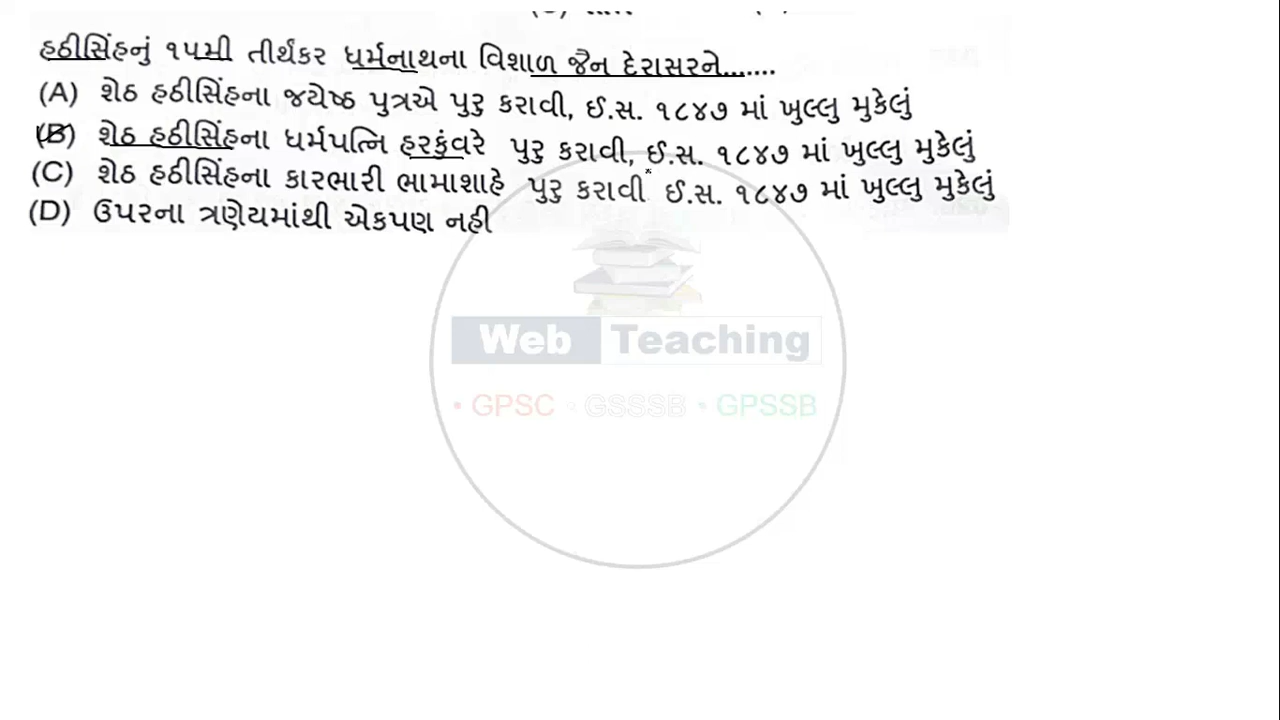 હઠીસિંહનું ૧૫મી તીર્થંકર ધર્મનાથના વિશાળ જૈન દેરાસરને.......
(A) શેઠ હઠીસિંહના જયેષ્ઠ પુત્રએ પુરુ કરાવી, ઈ.સ. ૧૮૪૭ માં ખુલ્લુ મુકેલું
(B) શેઠ હઠીસિંહના ધર્મપત્નિ હરકુંવરે પુરુ કરાવી, ઈ.સ. ૧૮૪૭ માં ખુલ્લુ મુકેલું
(C) શેઠ હઠીસિંહના કારભારી ભામાશાહે પુરુ કરાવી ઈ.સ. ૧૮૪૭ માં ખુલ્લુ મુકેલું
(D) ઉપરના ત્રણેયમાંથી એકપણ નહી
Web Teaching
• GPSC • GSSSB • GPSSB